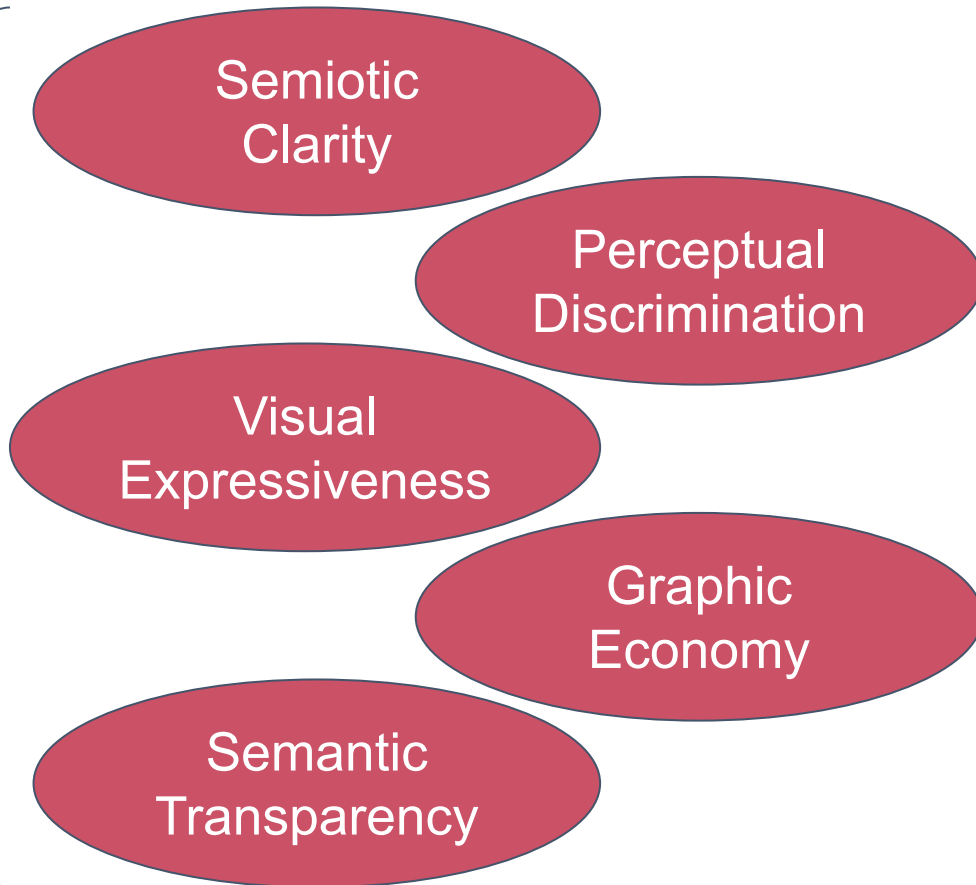 Semiotic
Clarity
Perceptual
Discrimination
Visual
Expressiveness
Graphic
Economy
Semantic
Transparency